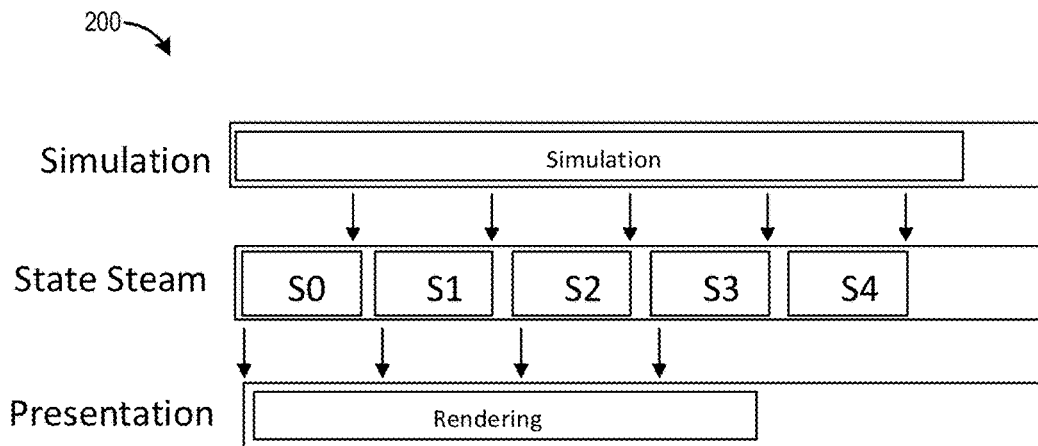 200
Simulation
Simulation
State Steam
S0 S1 S2 S3 S4
Presentation
Rendering